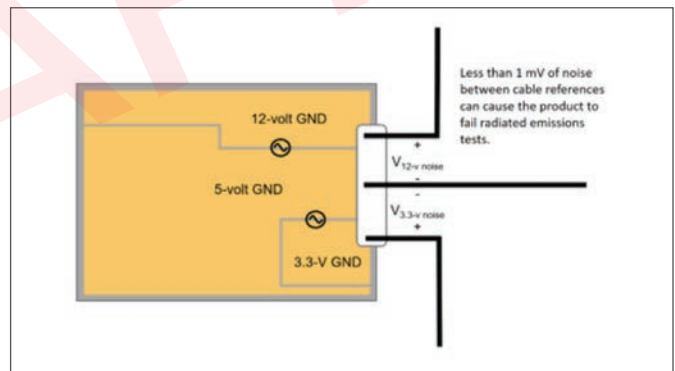 Less than 1 mV of noise
between cable references
can cause the product to
fail radiated emissions
tests.
12-volt GND
+
V12-v noise
-
5-volt GND
-
V3.3-v noise
+
3.3-V GND